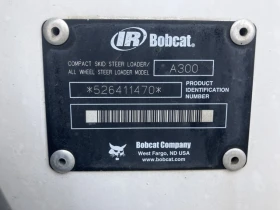 IR Bobcat®
COMPACT SKID STEER LOADER/
ALL WHEEL STEER LOADER MODEL A300
*526411470*
PRODUCT
IDENTIFICATION
NUMBER
Bobcat Company
West Fargo, ND USA
www.bobcat.com
Bobcat